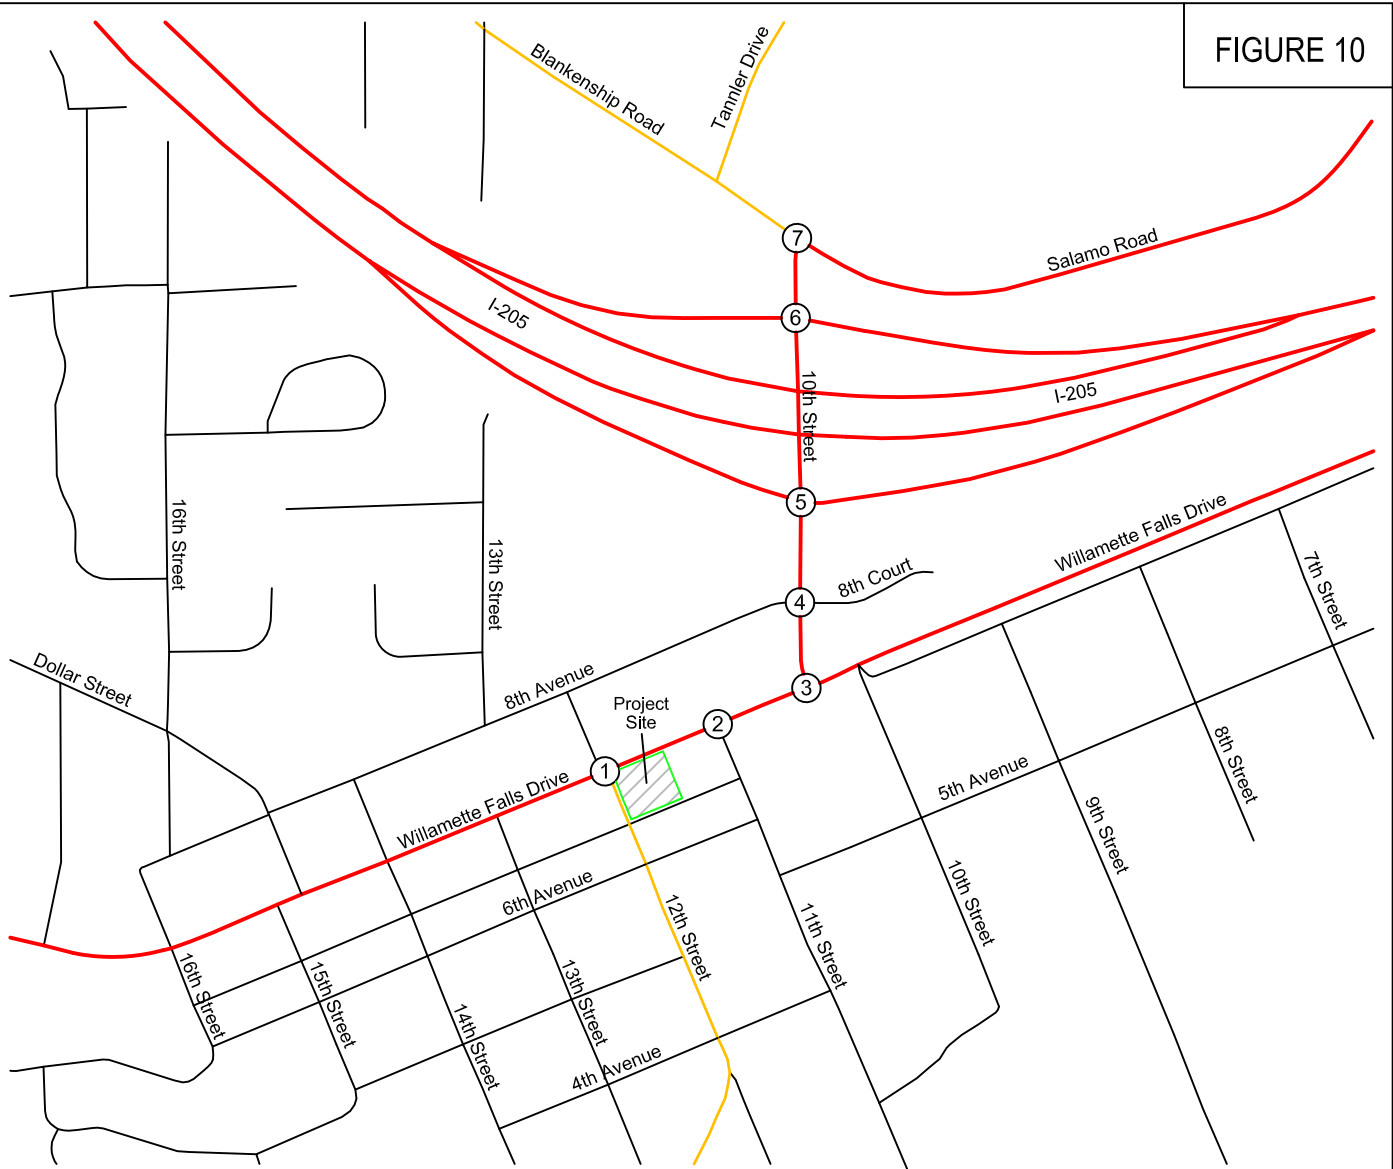 FIGURE 10
Blankenship Road
Tannler Drive
7
Salamo Road
6
I-205
10th Street
I-205
5
16th Street
13th Street
Willamette Falls Drive
7th Street
8th Court
4
Dollar Street
8th Avenue
3
Project
Site
2
1
Willamette Falls Drive
8th Street
5th Avenue
9th Street
6th Avenue
10th Street
12th Street
11th Street
16th Street
15th Street
13th Street
14th Street
4th Avenue